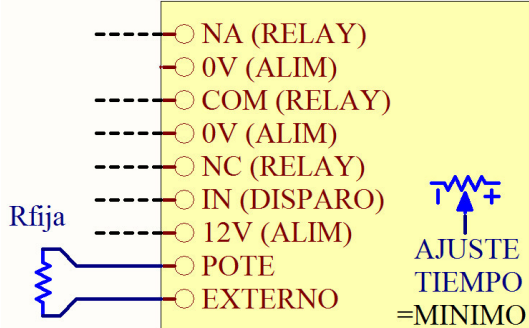 NA (RELAY)
0V (ALIM)
COM (RELAY)
0V (ALIM)
NC (RELAY)
IN (DISPARO)
12V (ALIM)
POTE
EXTERNO
Rfija
- +
AJUSTE
TIEMPO
=MINIMO